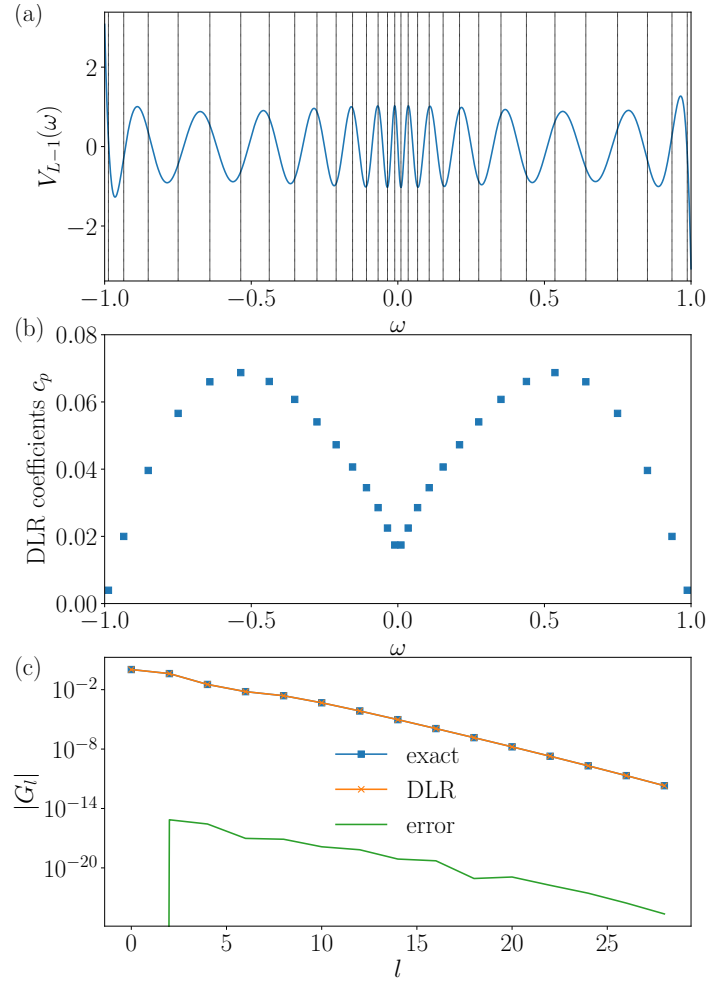 (a)
V_{L−1}(ω)
2
0
−2
−1.0 −0.5 0.0 0.5 1.0
ω
(b)
DLR coefficients c_p
0.08
0.06
0.04
0.02
0.00
−1.0 −0.5 0.0 0.5 1.0
ω
(c)
|G_l|
10^{−2}
10^{−8}
10^{−14}
10^{−20}
exact
DLR
error
0 5 10 15 20 25
l